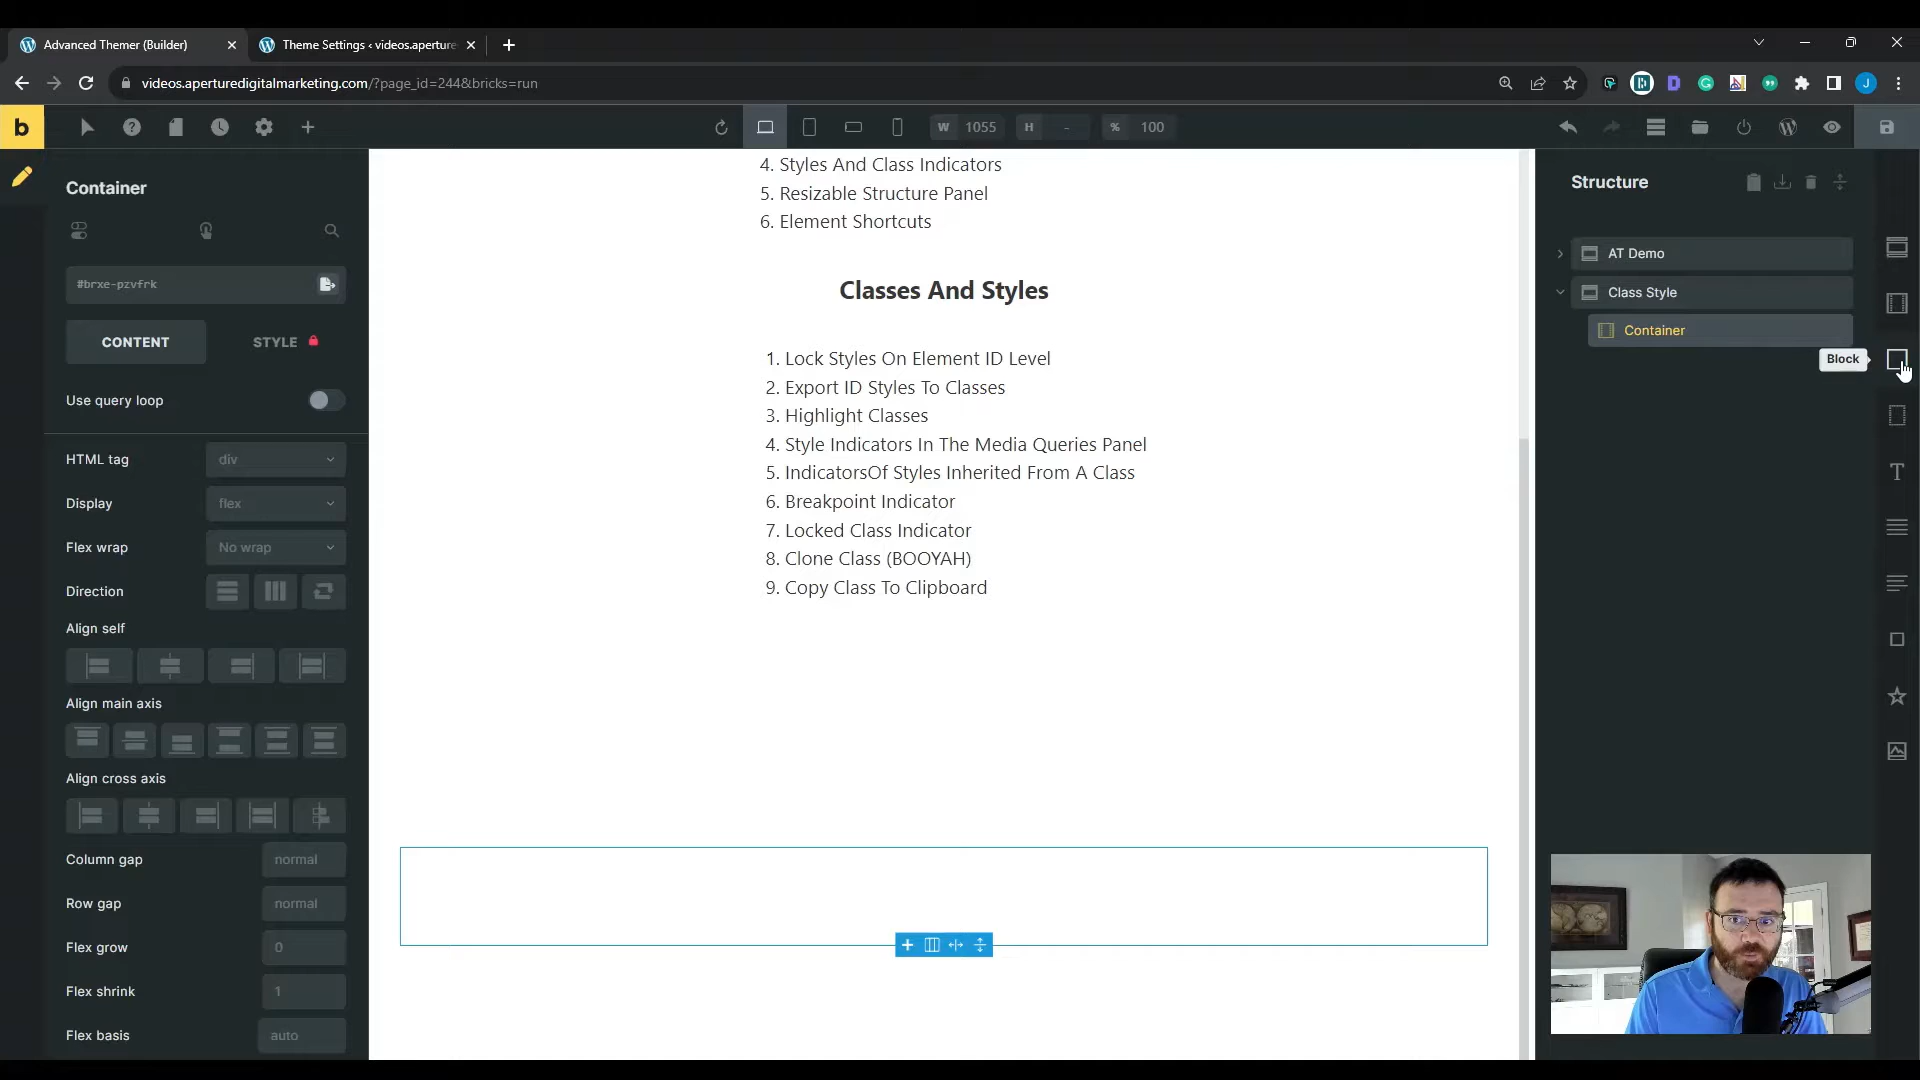 Advanced Themer (Builder)
Theme Settings ‹ videos.aperture
videos.aperturedigitalmarketing.com/?page_id=244&bricks=run
J
b
W 1055
H -
% 100
Container
#brxe-pzvfrk
CONTENT
STYLE
Use query loop
HTML tag
div
Display
flex
Flex wrap
No wrap
Direction
Align self
Align main axis
Align cross axis
Column gap
normal
Row gap
normal
Flex grow
0
Flex shrink
1
Flex basis
auto
4. Styles And Class Indicators
5. Resizable Structure Panel
6. Element Shortcuts
Classes And Styles
1. Lock Styles On Element ID Level
2. Export ID Styles To Classes
3. Highlight Classes
4. Style Indicators In The Media Queries Panel
5. IndicatorsOf Styles Inherited From A Class
6. Breakpoint Indicator
7. Locked Class Indicator
8. Clone Class (BOOYAH)
9. Copy Class To Clipboard
Structure
AT Demo
Class Style
Container
Block